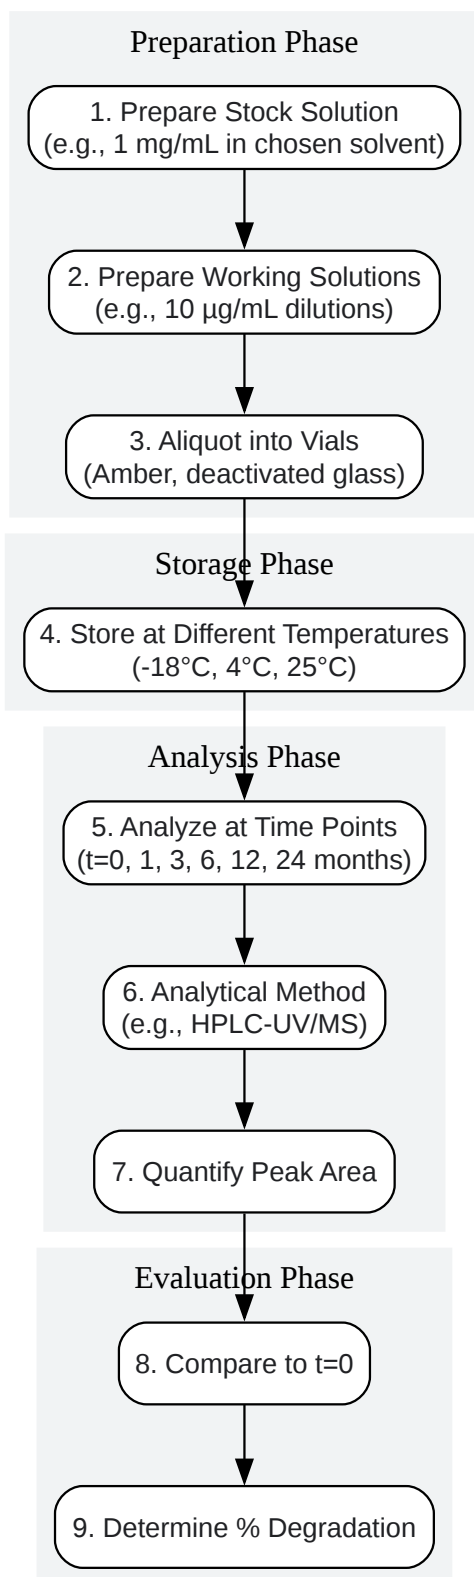 Preparation Phase
1. Prepare Stock Solution
(e.g., 1 mg/mL in chosen solvent)
2. Prepare Working Solutions
(e.g., 10 µg/mL dilutions)
3. Aliquot into Vials
(Amber, deactivated glass)
Storage Phase
4. Store at Different Temperatures
(-18°C, 4°C, 25°C)
Analysis Phase
5. Analyze at Time Points
(t=0, 1, 3, 6, 12, 24 months)
6. Analytical Method
(e.g., HPLC-UV/MS)
7. Quantify Peak Area
Evaluation Phase
8. Compare to t=0
9. Determine % Degradation